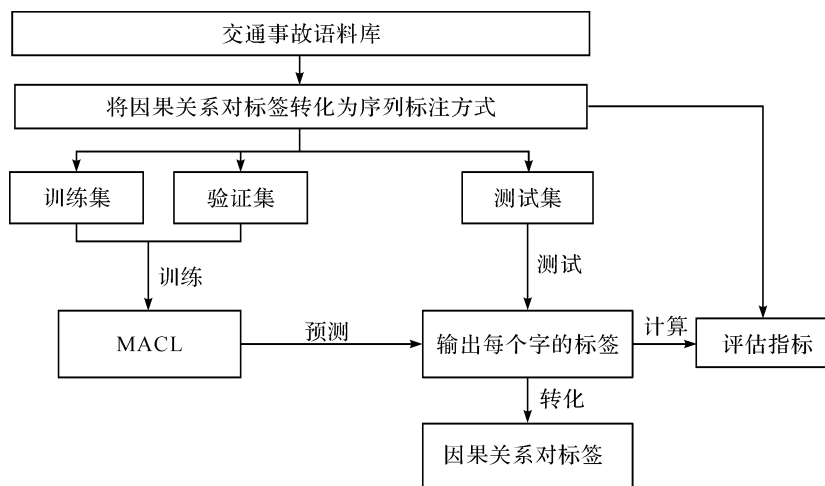 交通事故语料库
将因果关系对标签转化为序列标注方式
训练集
验证集
测试集
训练
测试
MACL
预测
输出每个字的标签
计算
评估指标
转化
因果关系对标签